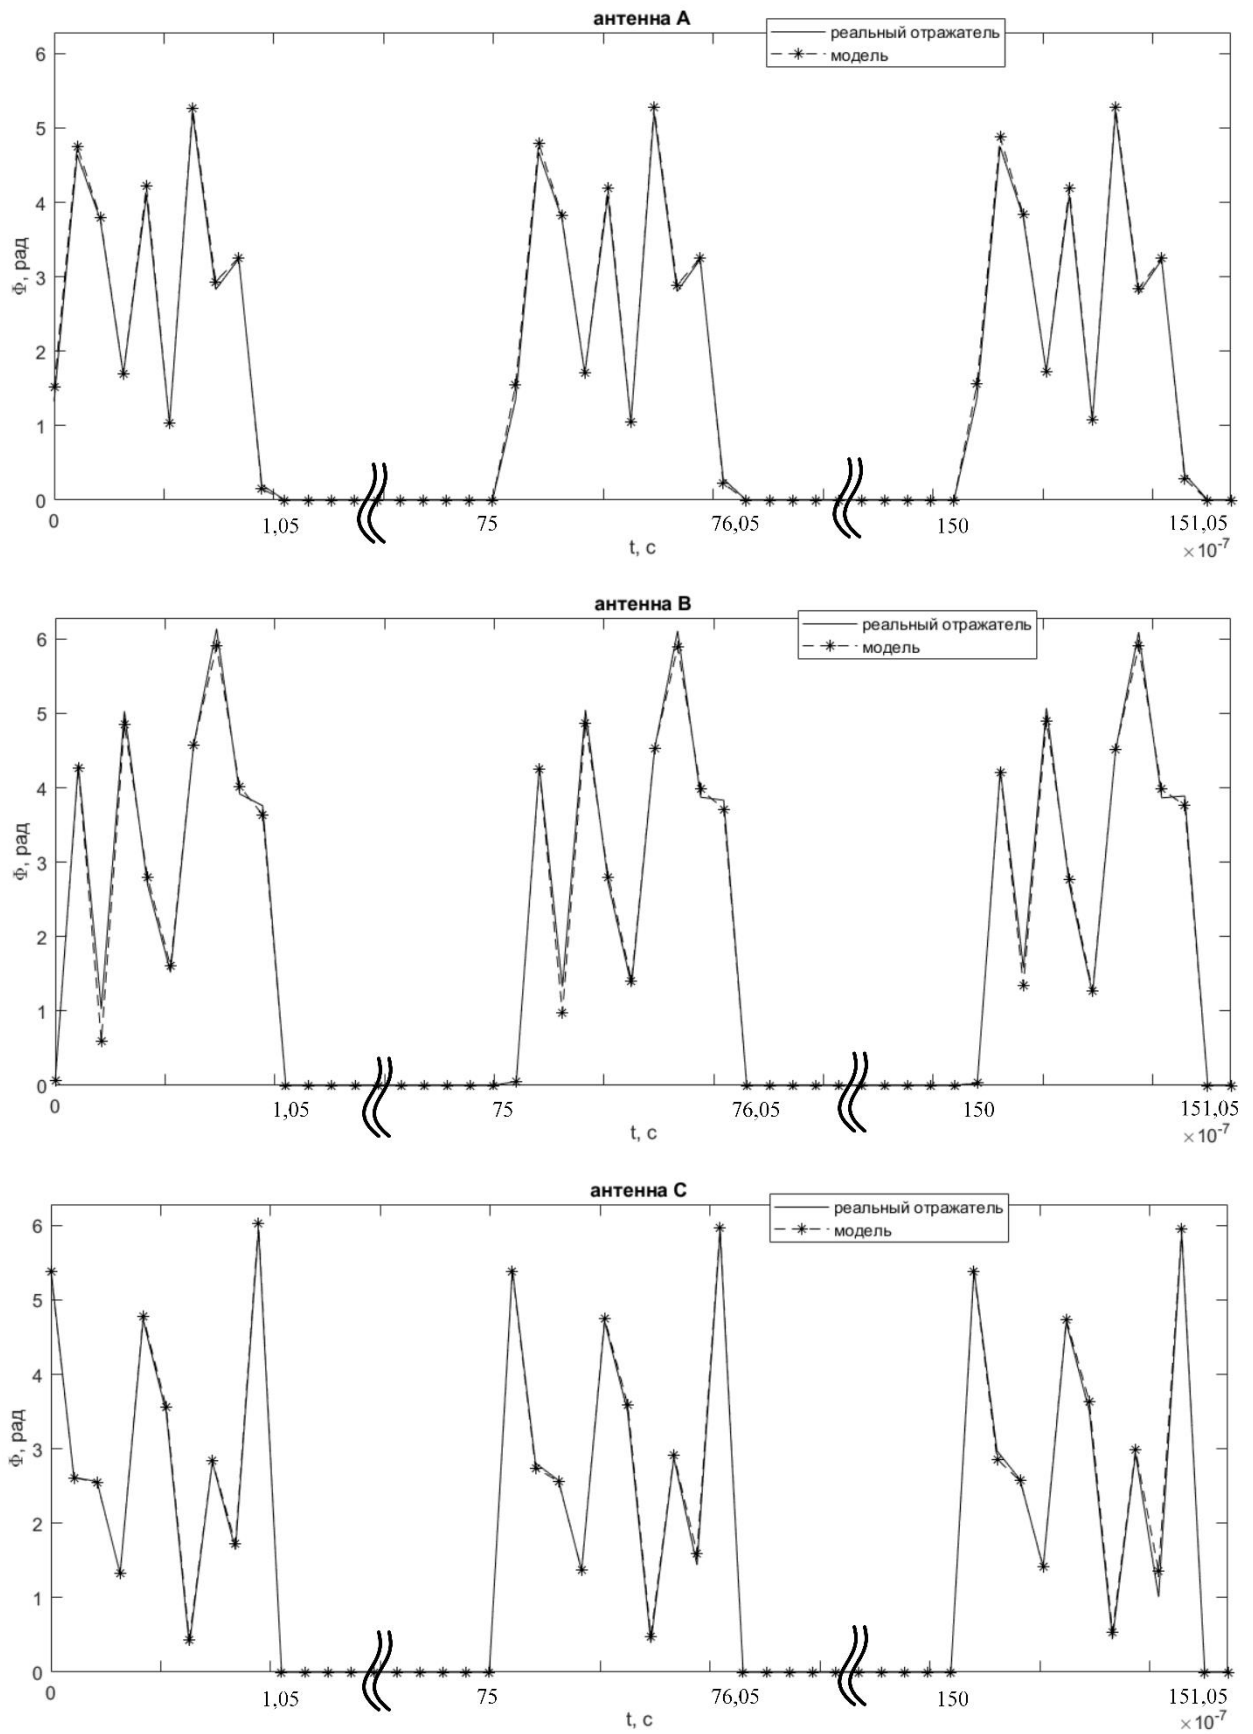 антенна A
реальный отражатель
модель
6
5
4
3
2
1
0
Φ, рад
0 1,05 75 76,05 150 151,05
t, с
×10⁻⁷
антенна B
реальный отражатель
модель
6
5
4
3
2
1
0
Φ, рад
0 1,05 75 76,05 150 151,05
t, с
×10⁻⁷
антенна C
реальный отражатель
модель
6
5
4
3
2
1
0
Φ, рад
0 1,05 75 76,05 150 151,05
t, с
×10⁻⁷